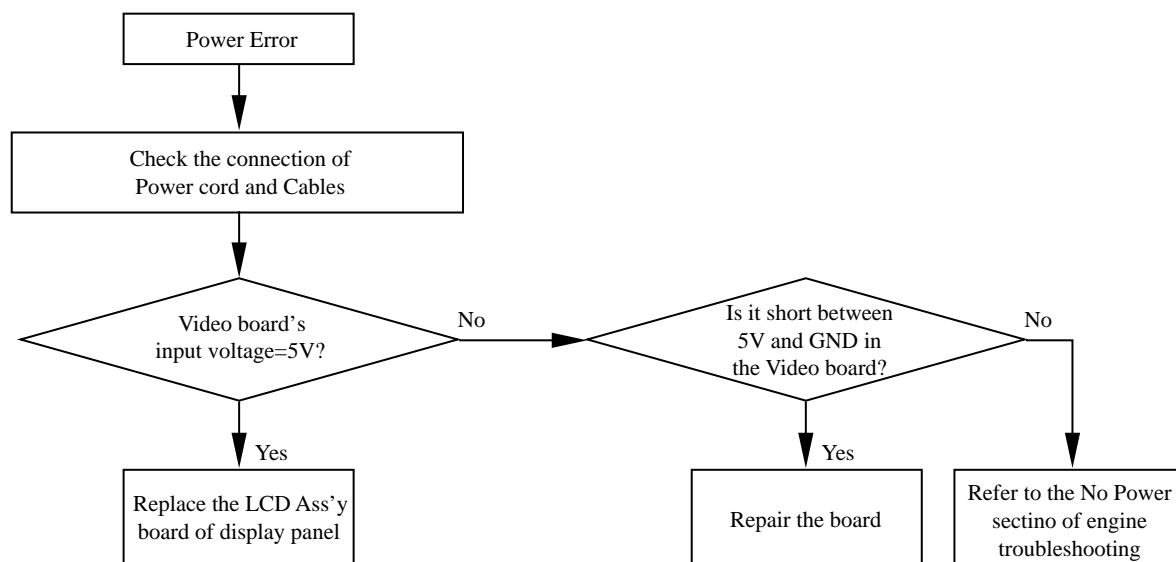 Power Error
Check the connection of
Power cord and Cables
Video board’s
input voltage=5V?
No
Is it short between
5V and GND in
the Video board?
No
Yes
Yes
Replace the LCD Ass’y
board of display panel
Repair the board
Refer to the No Power
sectino of engine
troubleshooting